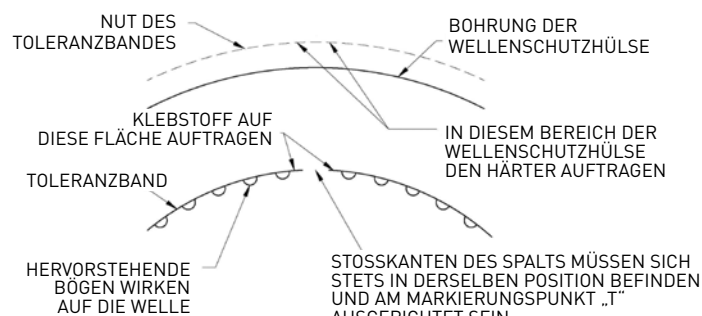 NUT DES
TOLERANZBANDES
BOHRUNG DER
WELLENSCHUTZHÜLSE
KLEBSTOFF AUF
DIESE FLÄCHE AUFTRAGEN
IN DIESEM BEREICH DER
WELLENSCHUTZHÜLSE
DEN HÄRTER AUFTRAGEN
TOLERANZBAND
HERVORSTEHENDE
BÖGEN WIRKEN
AUF DIE WELLE
STOSSKANTEN DES SPALTS MÜSSEN SICH
STETS IN DERSELBEN POSITION BEFINDEN
UND AM MARKIERUNGSPUNKT „T“
AUSGERICHTET SEIN